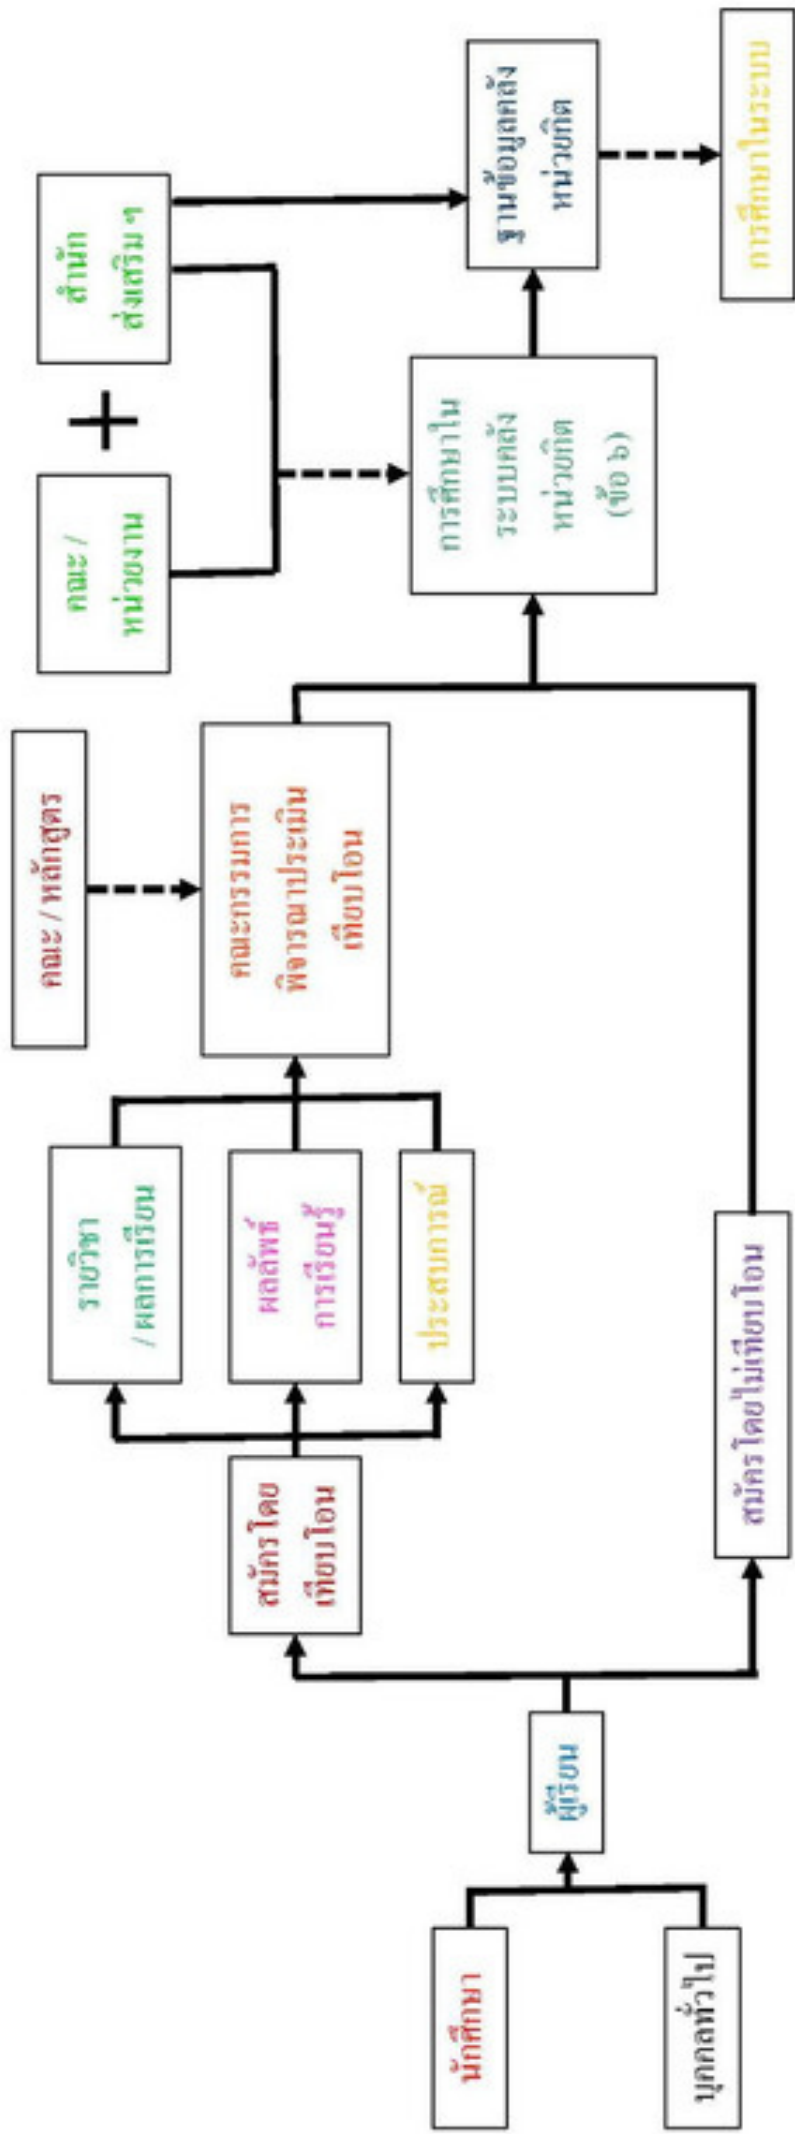 นักศึกษา
บุคคลทั่วไป
ผู้เรียน
สมัครโดย
เทียบโอน
สมัครโดยไม่เทียบโอน
รายวิชา
/ ผลการเรียน
ผลลัพธ์
การเรียนรู้
ประสบการณ์
คณะ / หลักสูตร
คณะกรรมการ
พิจารณาประเมิน
เทียบโอน
คณะ /
หน่วยงาน
+
สำนัก
ส่งเสริม ฯ
การศึกษาใน
ระบบคลัง
หน่วยกิต
(ข้อ ๖)
ฐานข้อมูลคลัง
หน่วยกิต
การศึกษาในระบบ